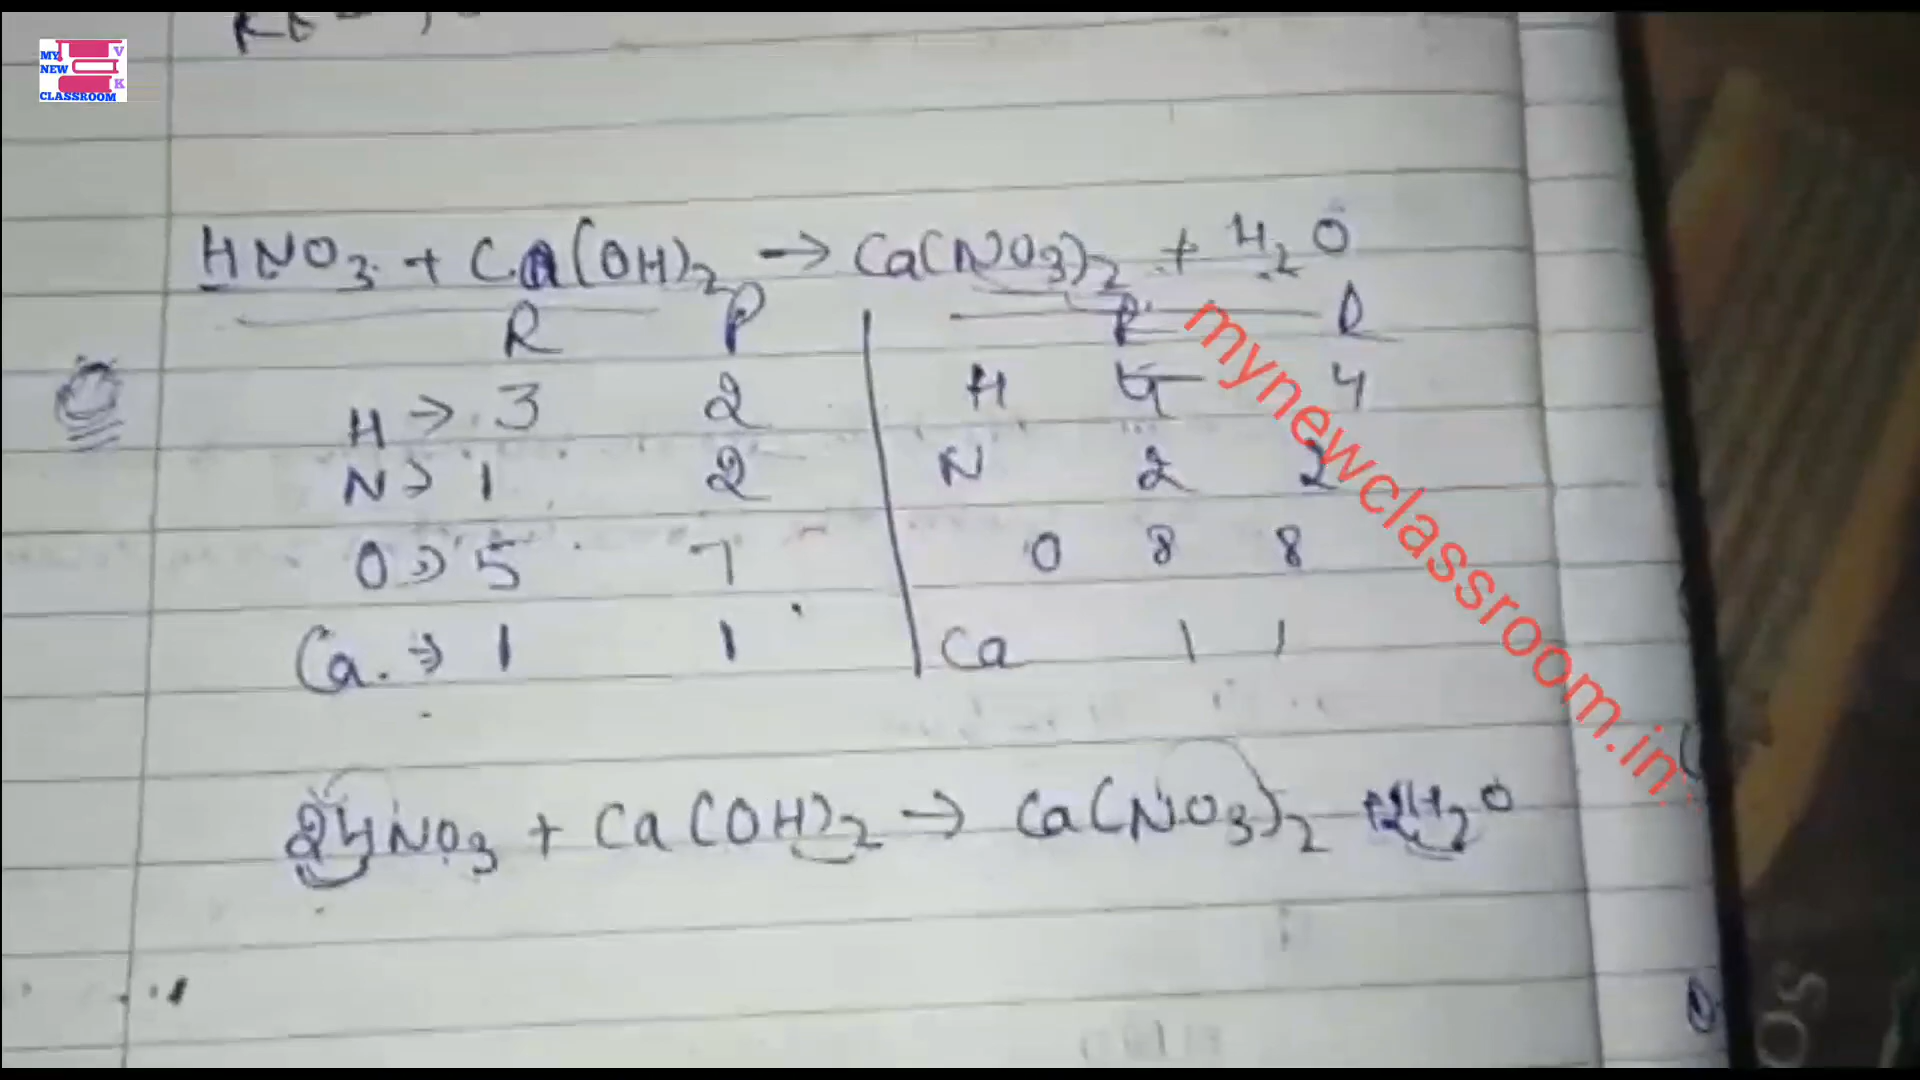 MY NEW CLASSROOM V K
HNO3 + Ca(OH)2 → Ca(NO3)2 + H2O
R P P R
H → 3 2 H 4 4
N → 1 2 N 2 2
O → 5 7 O 8 8
Ca → 1 1 Ca 1 1
2HNO3 + Ca(OH)2 → Ca(NO3)2 + 2H2O
mynewclassroom.in